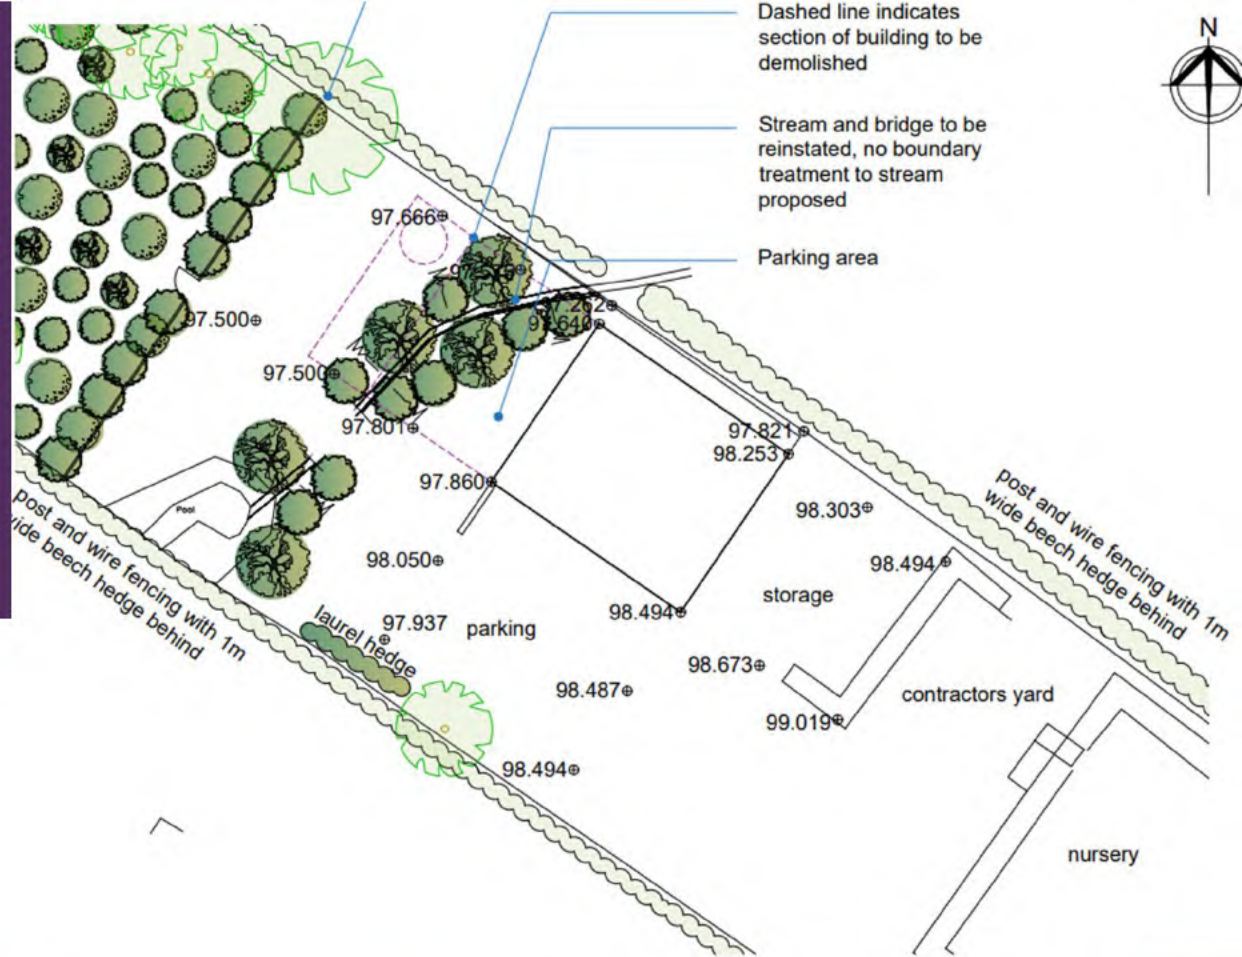 Dashed line indicates
section of building to be
demolished
N
Stream and bridge to be
reinstated, no boundary
treatment to stream
proposed
Parking area
97.666
97.500
97.640
97.500
97.801
97.821
98.253
97.860
98.303
98.050
98.494
98.494
97.937
98.673
98.487
99.019
98.494
Pool
post and wire fencing with 1m
wide beech hedge behind
laurel hedge
parking
storage
contractors yard
nursery
post and wire fencing with 1m
wide beech hedge behind